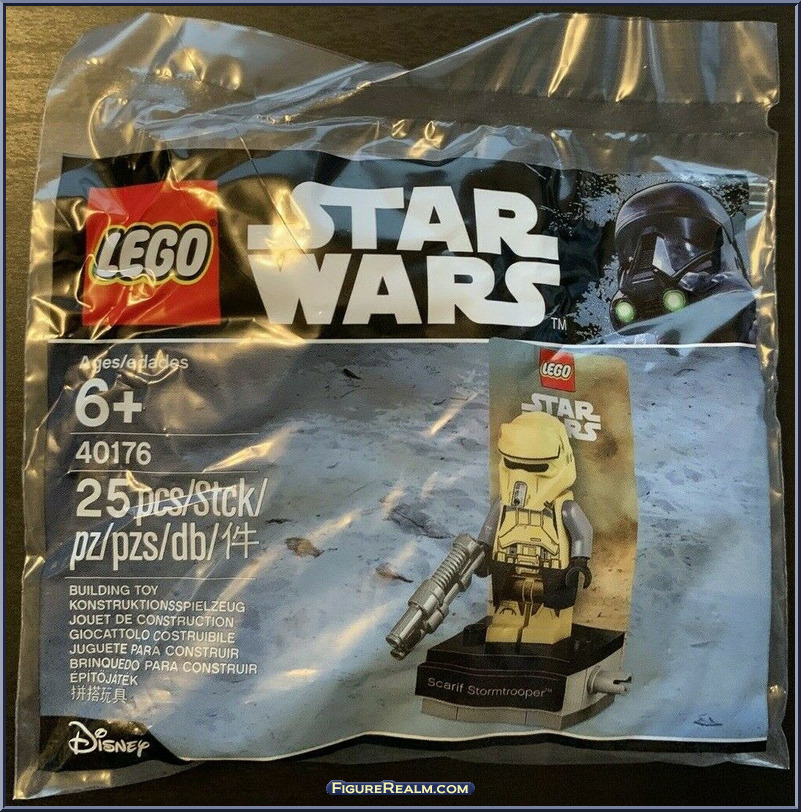 LEGO
STAR
WARS
TM
Ages/edades
6+
40176
25 pcs/Stck/
pz/pzs/db/件
BUILDING TOY
KONSTRUKTIONSSPIELZEUG
JOUET DE CONSTRUCTION
GIOCATTOLO COSTRUIBILE
JUGUETE PARA CONSTRUIR
BRINQUEDO PARA CONSTRUIR
ÉPÍTŐJÁTÉK
拼搭玩具
Disney
LEGO
STAR
WARS
Scarif Stormtrooper™
FIGUREREALM.COM